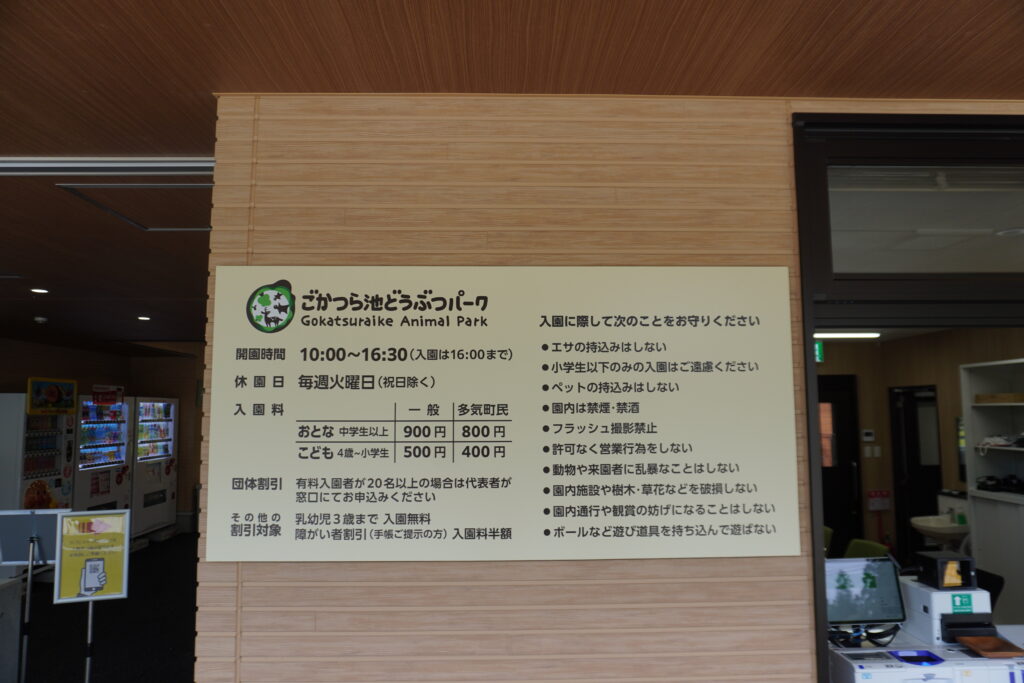 ごかつら池どうぶつパーク
Gokatsuraike Animal Park
開園時間 10:00〜16:30(入園は16:00まで)
休園日 毎週火曜日(祝日除く)
入園料 一般 多気町民
おとな 中学生以上 900円 800円
こども 4歳~小学生 500円 400円
団体割引 有料入園者が20名以上の場合は代表者が
窓口にてお申込みください
その他の
割引対象
乳幼児3歳まで 入園無料
障がい者割引(手帳ご提示の方)入園料半額
入園に際して次のことをお守りください
●エサの持込みはしない
●小学生以下のみの入園はご遠慮ください
●ペットの持込みはしない
●園内は禁煙・禁酒
●フラッシュ撮影禁止
●許可なく営業行為をしない
●動物や来園者に乱暴なことはしない
●園内施設や樹木・草花などを破損しない
●園内通行や観賞の妨げになることはしない
●ボールなど遊び道具を持ち込んで遊ばない